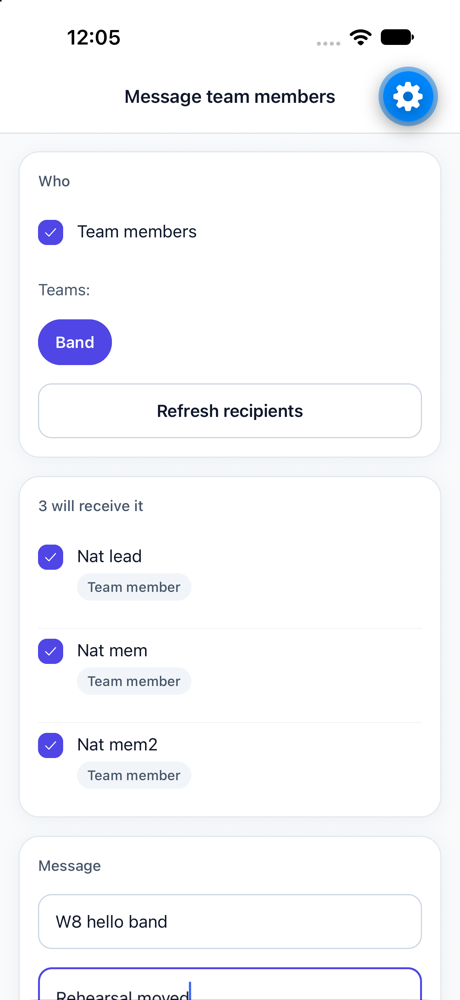 12:05
Message team members
Who
Team members
Teams:
Band
Refresh recipients
3 will receive it
Nat lead
Team member
Nat mem
Team member
Nat mem2
Team member
Message
W8 hello band
Rehearsal moved